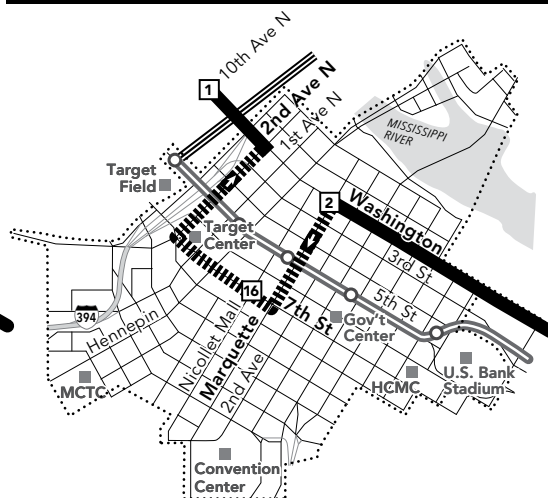 10th Ave N
1
2nd Ave N
1st Ave N
MISSISSIPPI
RIVER
Target
Field
2
Washington
Target
Center
3rd St
16
5th St
7th St
394
Hennepin
Nicollet Mall
Marquette
2nd Ave
Gov't
Center
MCTC
HCMC
U.S. Bank
Stadium
Convention
Center